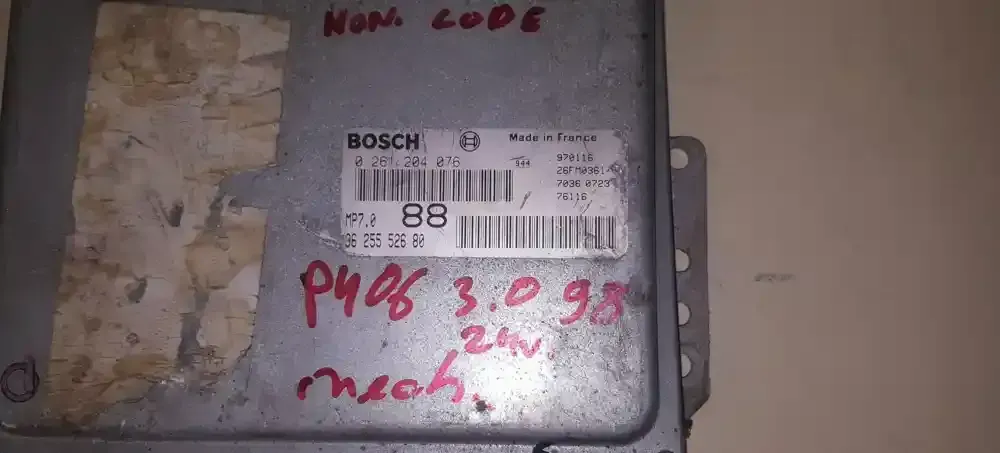 NON. CODE
BOSCH Made in France
0 261 204 076 944 970116
26FM0361
7036 0723
76116
MP7.0 88
96 255 526 80
P406 3.0 98
24v.
mech.